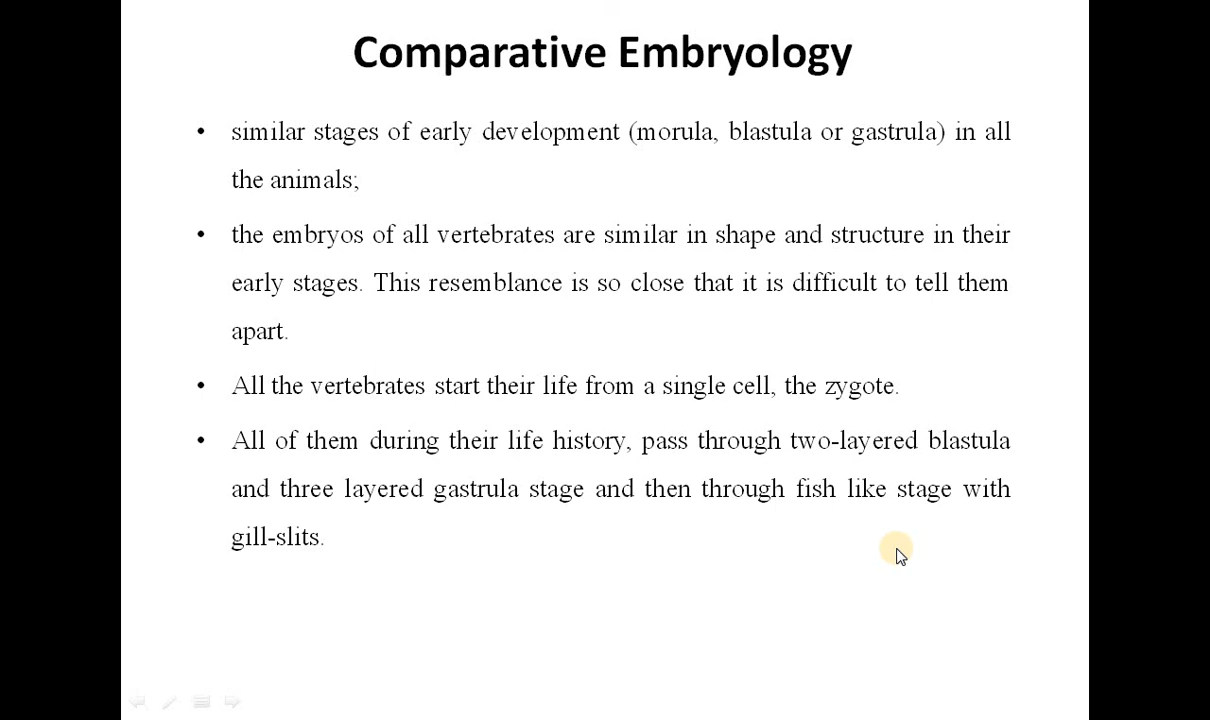 Comparative Embryology
• similar stages of early development (morula, blastula or gastrula) in all
the animals;
• the embryos of all vertebrates are similar in shape and structure in their
early stages. This resemblance is so close that it is difficult to tell them
apart.
• All the vertebrates start their life from a single cell, the zygote.
• All of them during their life history, pass through two-layered blastula
and three layered gastrula stage and then through fish like stage with
gill-slits.